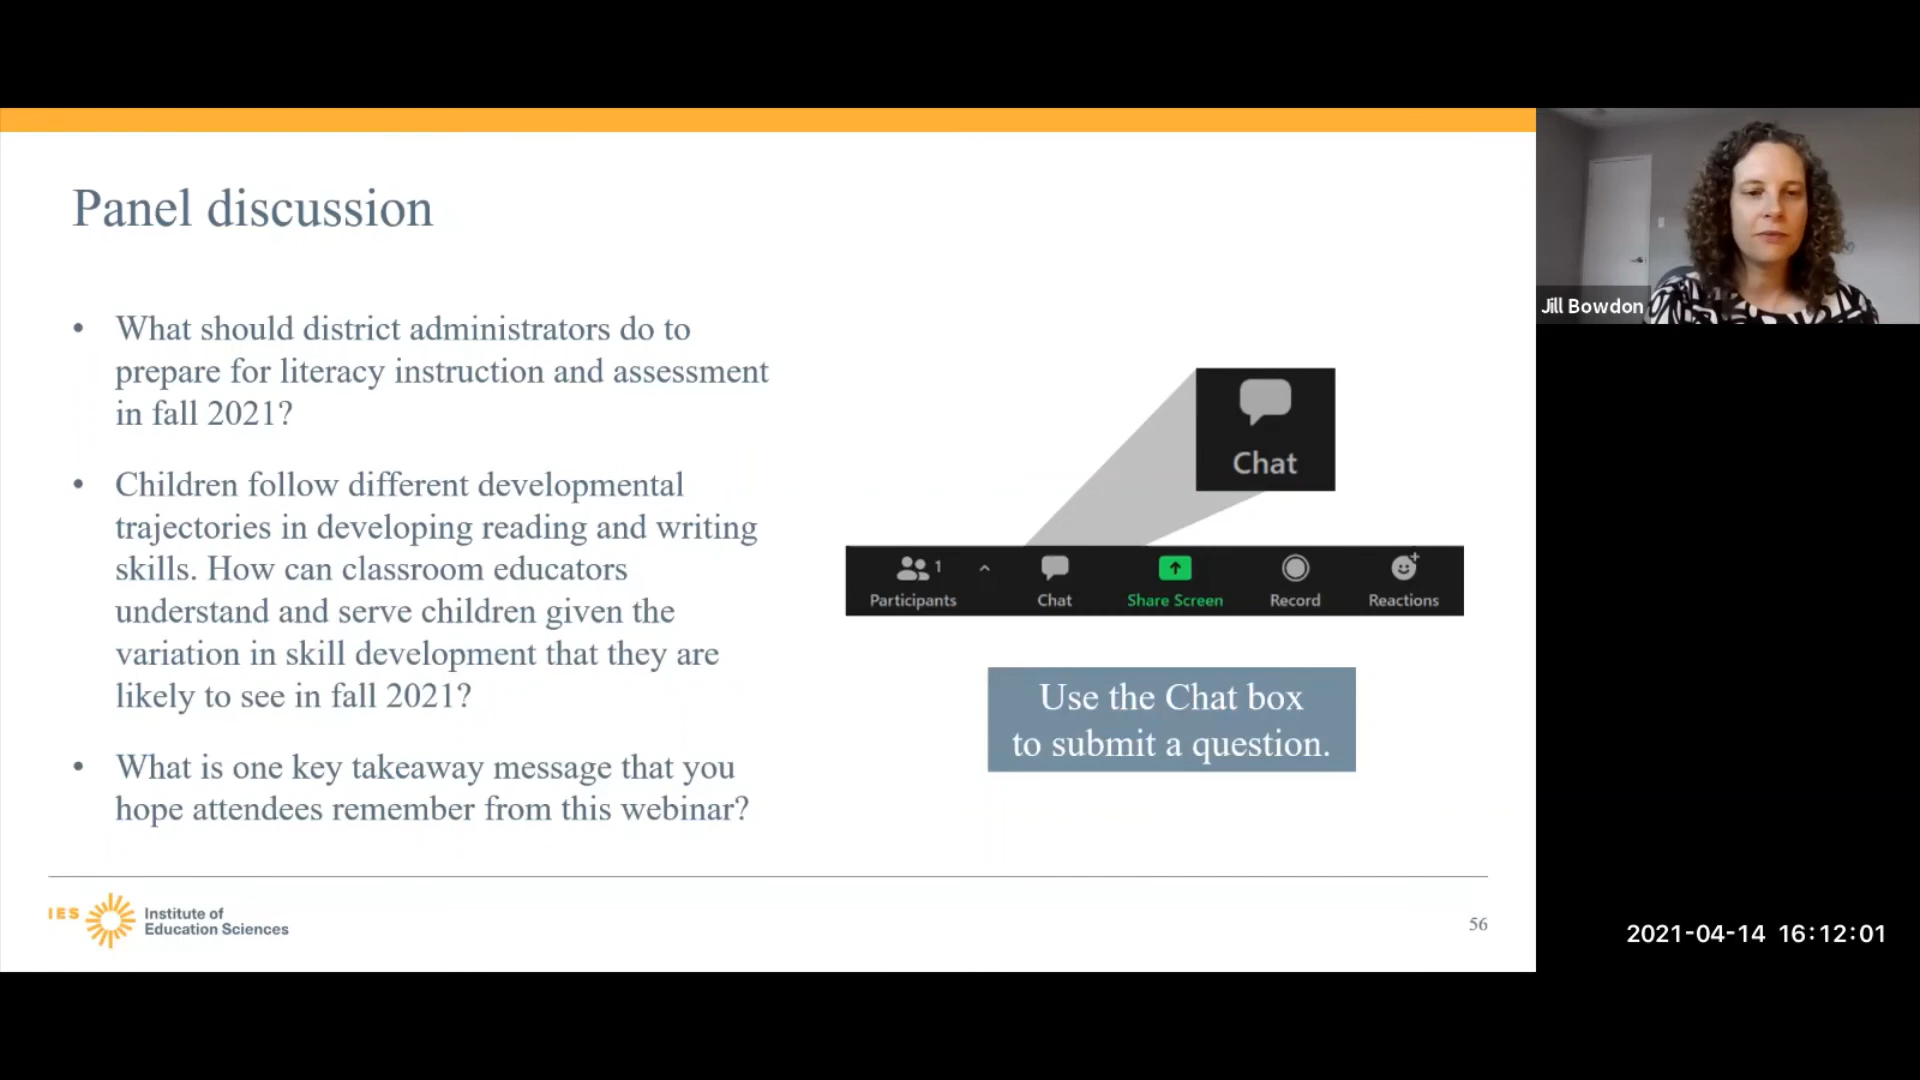 Panel discussion
• What should district administrators do to
prepare for literacy instruction and assessment
in fall 2021?
• Children follow different developmental
trajectories in developing reading and writing
skills. How can classroom educators
understand and serve children given the
variation in skill development that they are
likely to see in fall 2021?
• What is one key takeaway message that you
hope attendees remember from this webinar?
Chat
1
Participants Chat Share Screen Record Reactions
Use the Chat box
to submit a question.
IES
Institute of
Education Sciences
56
Jill Bowdon
2021-04-14 16:12:01